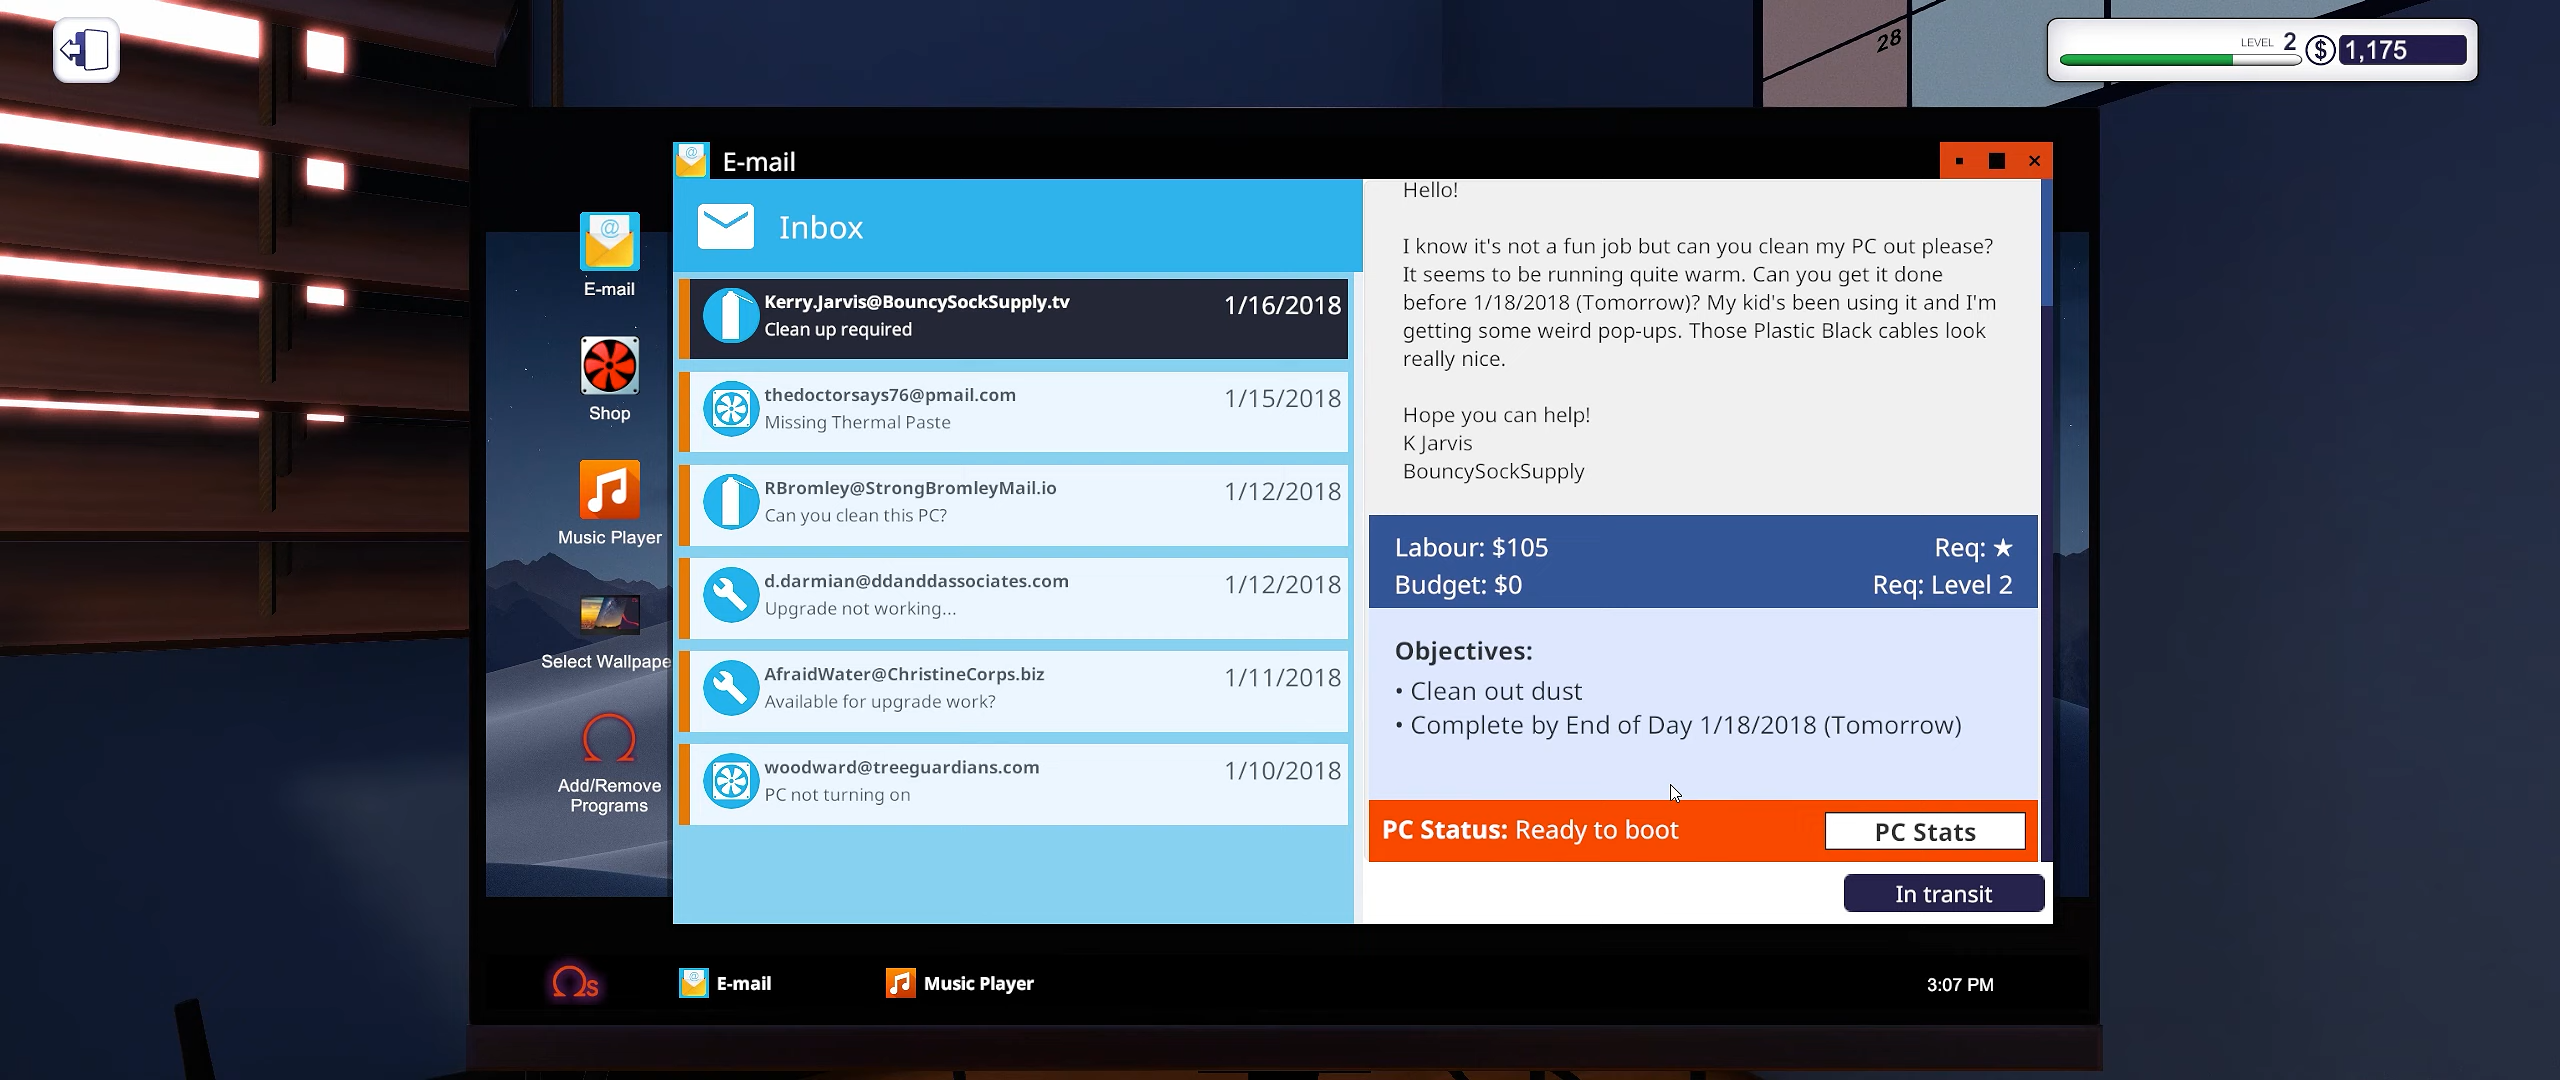 28
LEVEL 2 $ 1,175
E-mail
Inbox
E-mail
Shop
Music Player
Select Wallpape
Add/Remove
Programs
Kerry.Jarvis@BouncySockSupply.tv 1/16/2018
Clean up required
thedoctorsays76@pmail.com 1/15/2018
Missing Thermal Paste
RBromley@StrongBromleyMail.io 1/12/2018
Can you clean this PC?
d.darmian@ddanddassociates.com 1/12/2018
Upgrade not working...
AfraidWater@ChristineCorps.biz 1/11/2018
Available for upgrade work?
woodward@treeguardians.com 1/10/2018
PC not turning on
Hello!
I know it's not a fun job but can you clean my PC out please?
It seems to be running quite warm. Can you get it done
before 1/18/2018 (Tomorrow)? My kid's been using it and I'm
getting some weird pop-ups. Those Plastic Black cables look
really nice.
Hope you can help!
K Jarvis
BouncySockSupply
Labour: $105 Req: ★
Budget: $0 Req: Level 2
Objectives:
• Clean out dust
• Complete by End of Day 1/18/2018 (Tomorrow)
PC Status: Ready to boot PC Stats
In transit
Ωs E-mail Music Player 3:07 PM